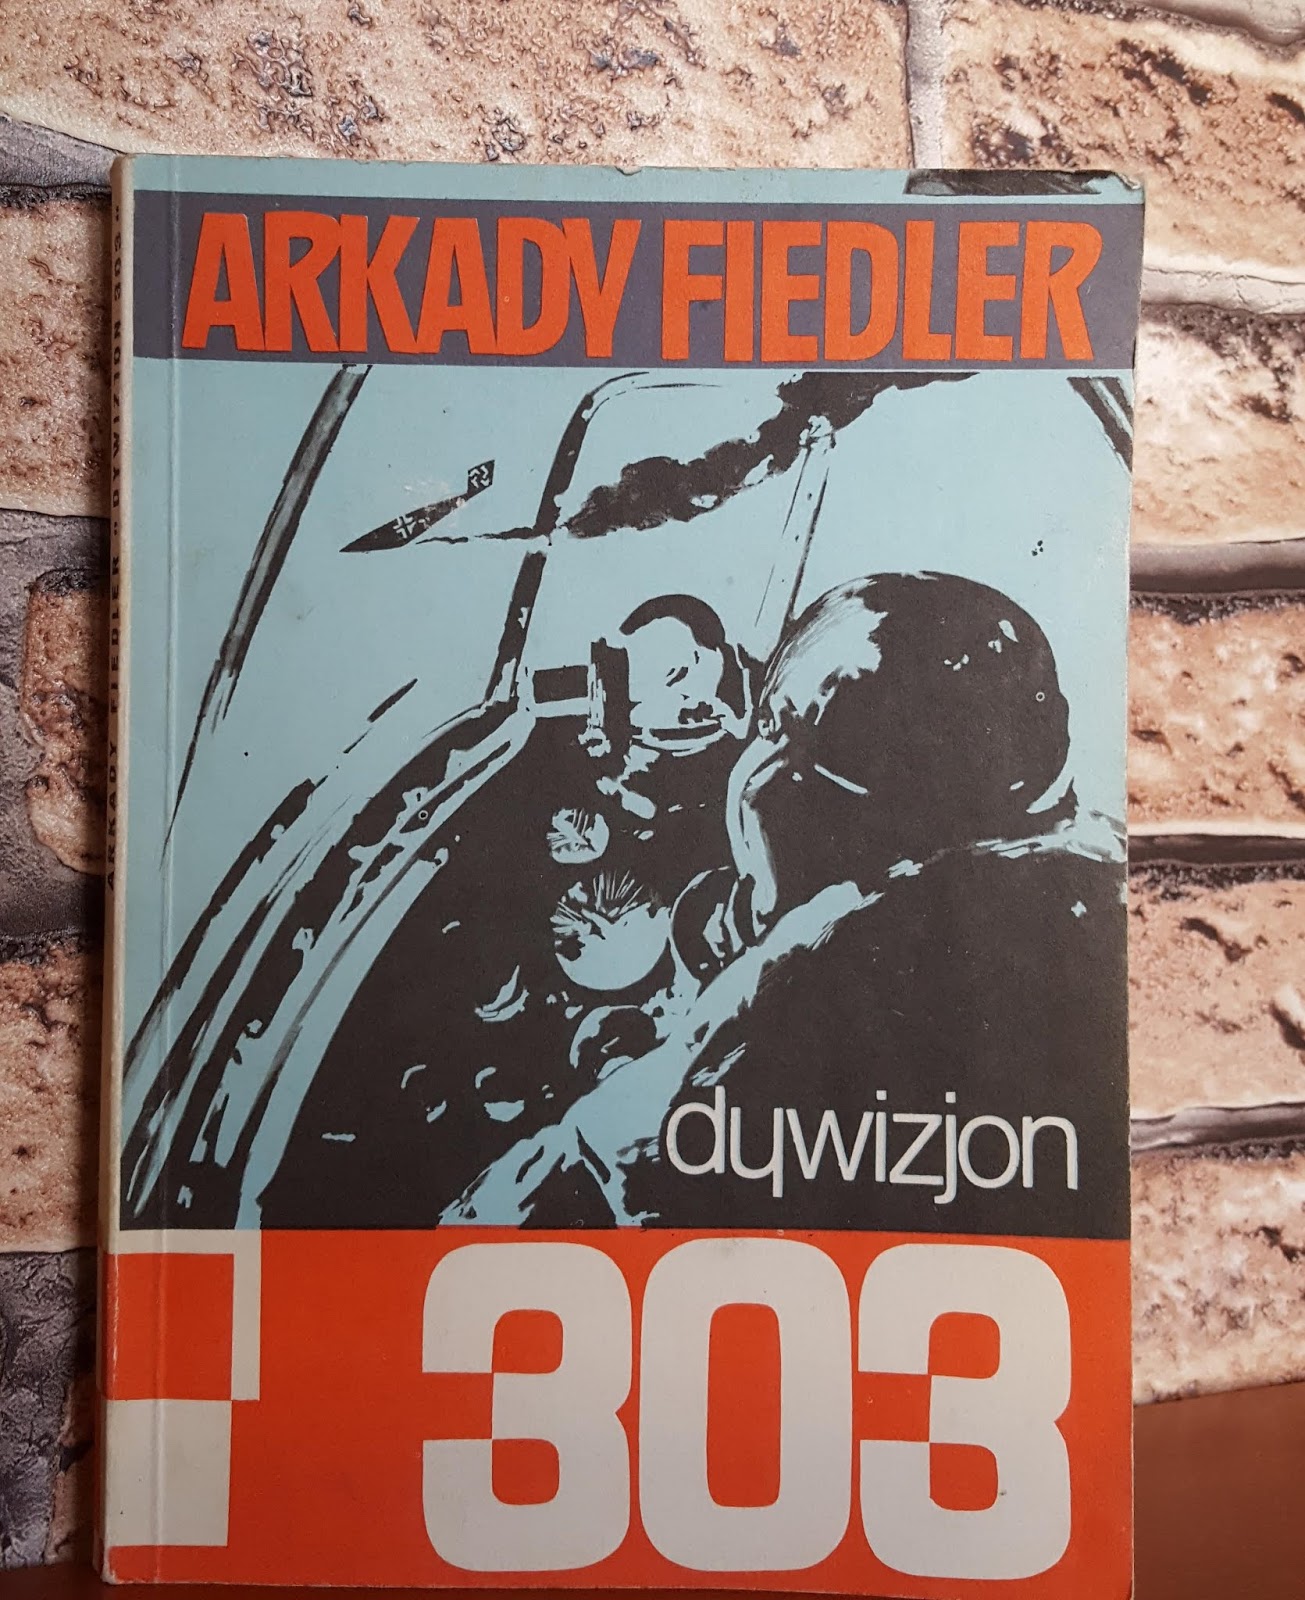 ARKADY FIEDLER
dywizjon
303
ARKADY FIEDLER "DYWIZJON 303"